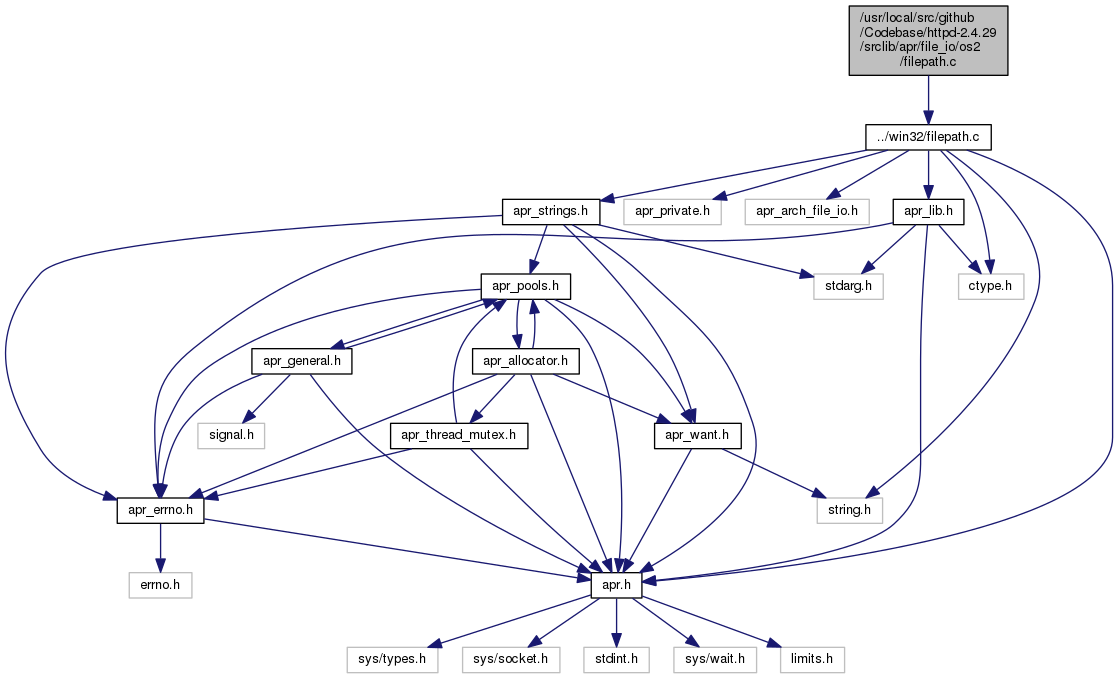 /usr/local/src/github
/Codebase/httpd-2.4.29
/srclib/apr/file_io/os2
/filepath.c
../win32/filepath.c
apr_strings.h
apr_private.h
apr_arch_file_io.h
apr_lib.h
apr_pools.h
stdarg.h
ctype.h
apr_general.h
apr_allocator.h
signal.h
apr_thread_mutex.h
apr_want.h
apr_errno.h
string.h
errno.h
apr.h
sys/types.h
sys/socket.h
stdint.h
sys/wait.h
limits.h